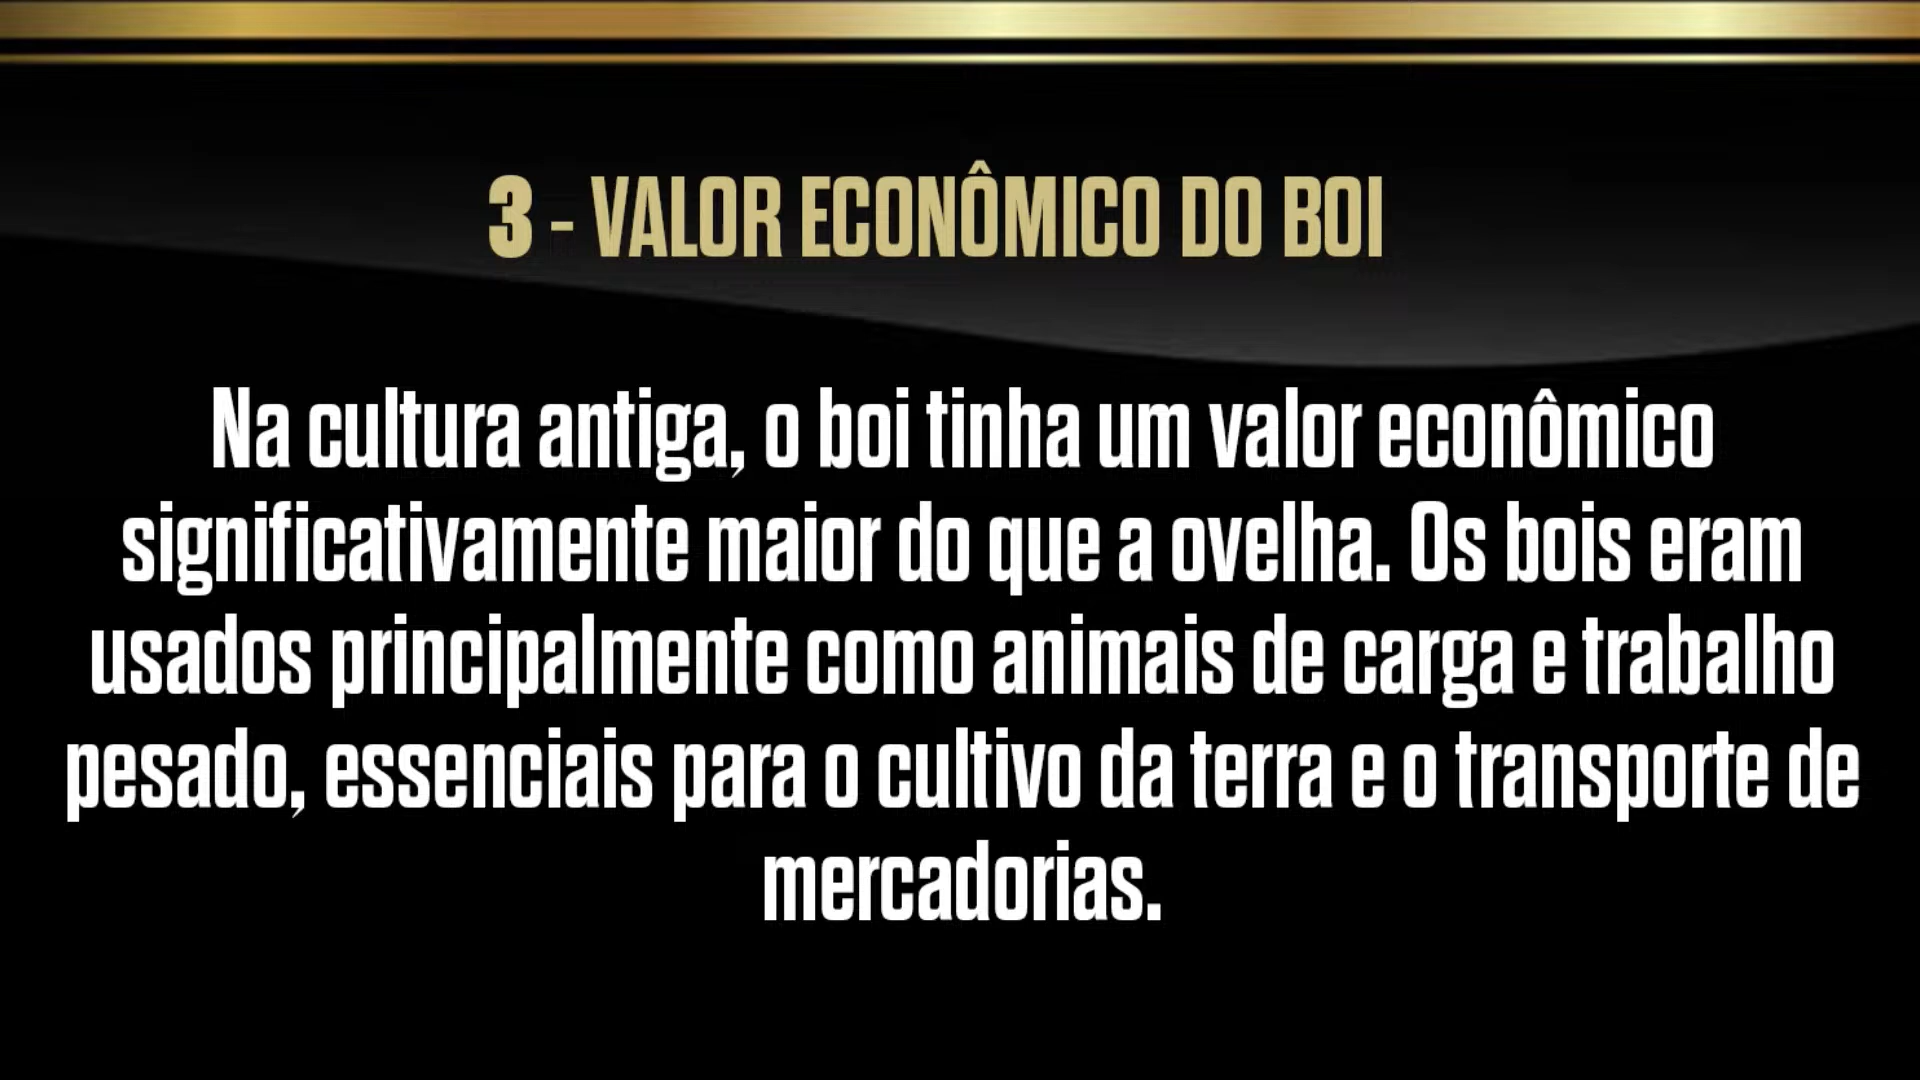 3 - VALOR ECONÔMICO DO BOI
Na cultura antiga, o boi tinha um valor econômico
significativamente maior do que a ovelha. Os bois eram
usados principalmente como animais de carga e trabalho
pesado, essenciais para o cultivo da terra e o transporte de
mercadorias.